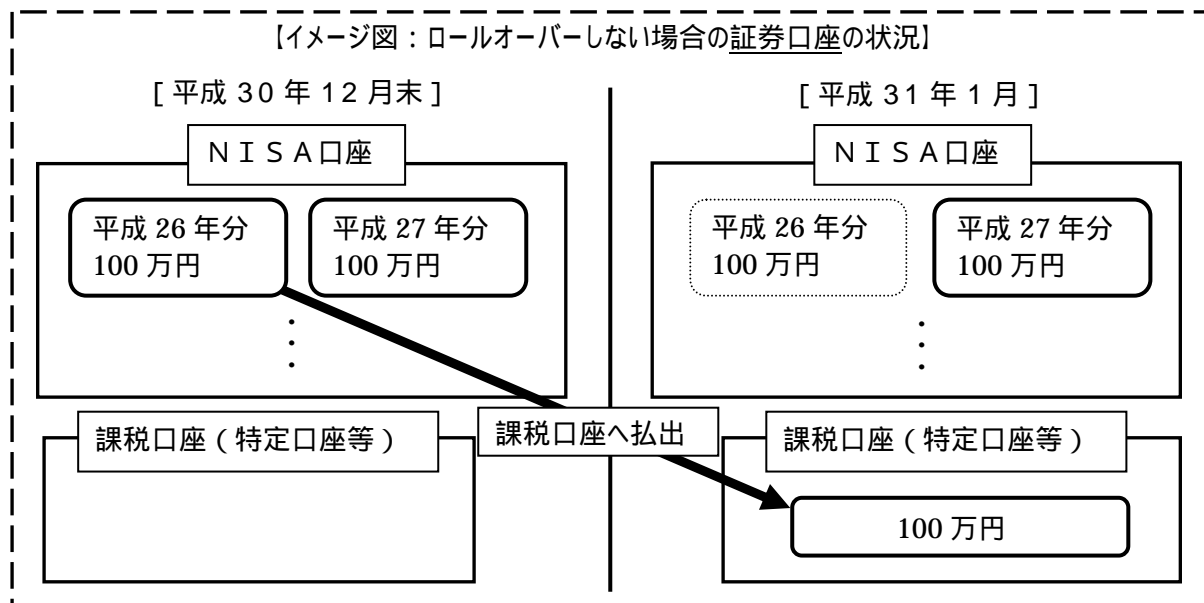 【イメージ図：ロールオーバーしない場合の証券口座の状況】
[ 平成 30 年 12 月末 ]
ＮＩＳＡ口座
平成 26 年分
100 万円
平成 27 年分
100 万円
・
・
・
課税口座（特定口座等）
課税口座へ払出
[ 平成 31 年 1 月 ]
ＮＩＳＡ口座
平成 26 年分
100 万円
平成 27 年分
100 万円
・
・
・
課税口座（特定口座等）
100 万円